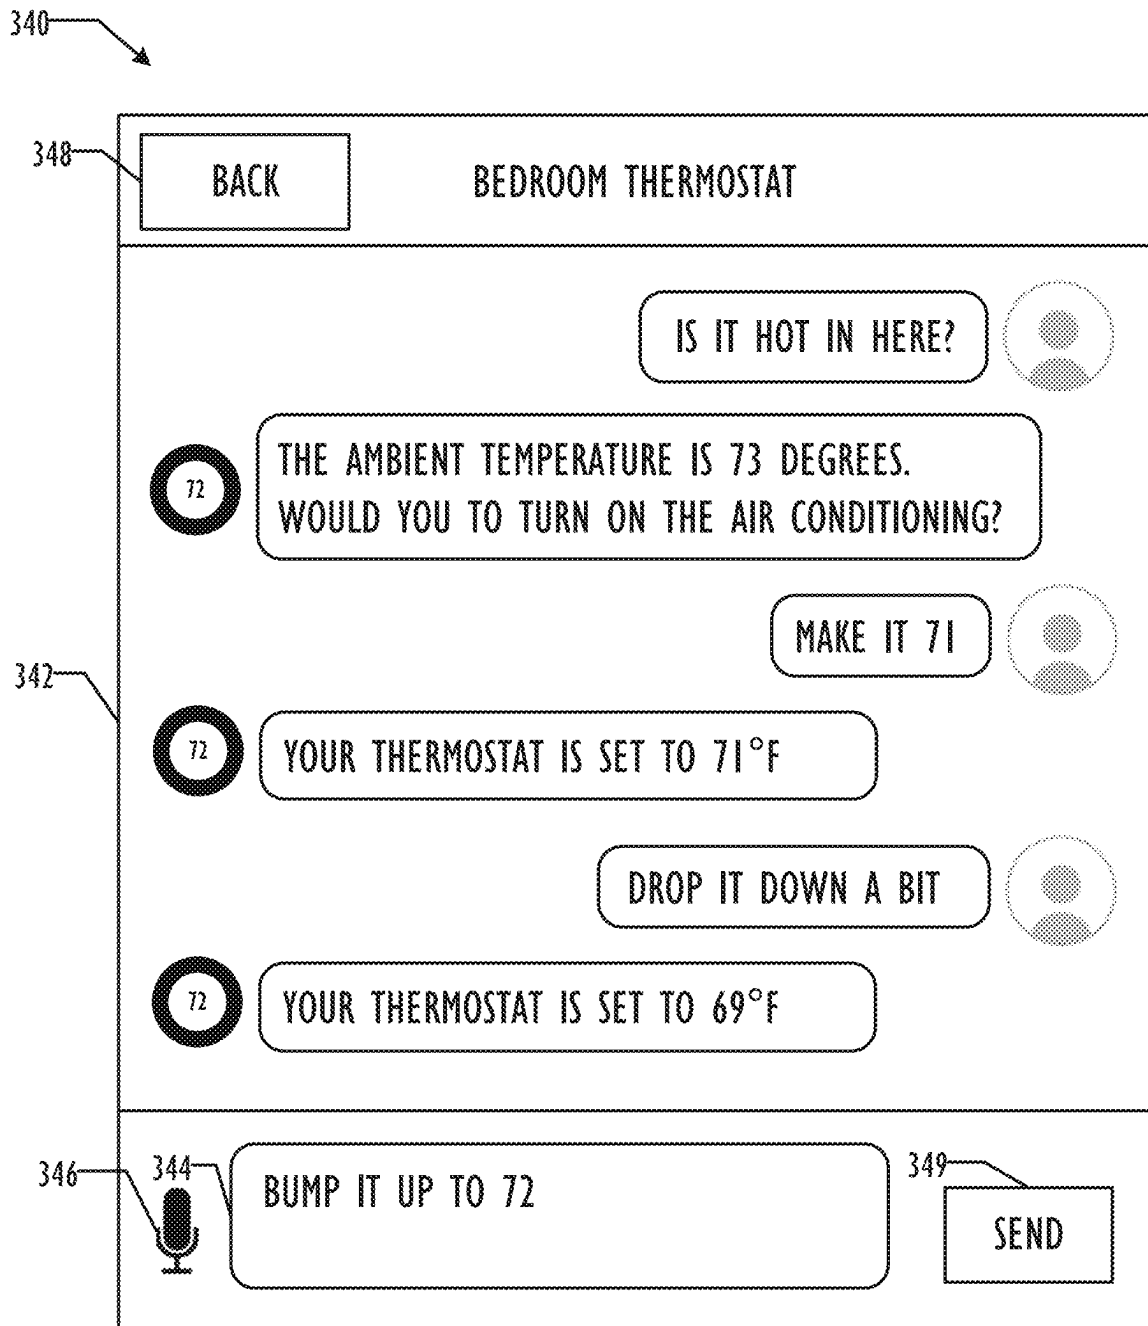 340
348
BACK
BEDROOM THERMOSTAT
IS IT HOT IN HERE?
72
THE AMBIENT TEMPERATURE IS 73 DEGREES.
WOULD YOU TO TURN ON THE AIR CONDITIONING?
MAKE IT 71
342
72
YOUR THERMOSTAT IS SET TO 71°F
DROP IT DOWN A BIT
72
YOUR THERMOSTAT IS SET TO 69°F
346
344
BUMP IT UP TO 72
349
SEND